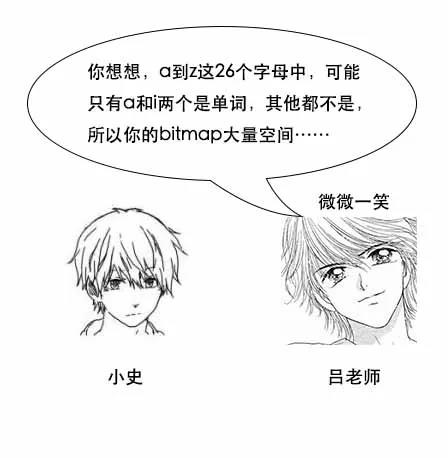 你想想，a到z这26个字母中，可能
只有a和i两个是单词，其他都不是，
所以你的bitmap大量空间……
微微一笑
小史
吕老师